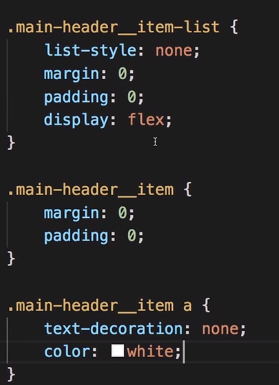 .main-header__item-list {
    list-style: none;
    margin: 0;
    padding: 0;
    display: flex;
}

.main-header__item {
    margin: 0;
    padding: 0;
}

.main-header__item a {
    text-decoration: none;
    color: white;
}